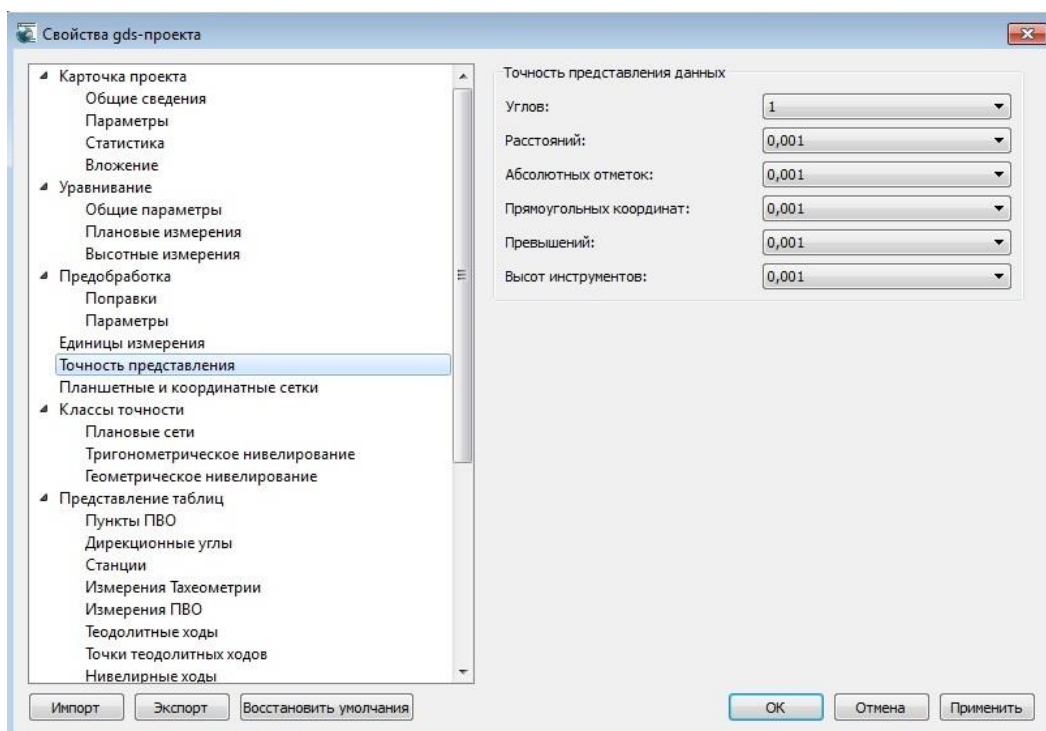 Свойства gds-проекта
Карточка проекта
Общие сведения
Параметры
Статистика
Вложение
Уравнивание
Общие параметры
Плановые измерения
Высотные измерения
Предобработка
Поправки
Параметры
Единицы измерения
Точность представления
Планшетные и координатные сетки
Классы точности
Плановые сети
Тригонометрическое нивелирование
Геометрическое нивелирование
Представление таблиц
Пункты ПВО
Дирекционные углы
Станции
Измерения Тахеометрии
Измерения ПВО
Теодолитные ходы
Точки теодолитных ходов
Нивелирные ходы
Точность представления данных
Углов: 1
Расстояний: 0,001
Абсолютных отметок: 0,001
Прямоугольных координат: 0,001
Превышений: 0,001
Высот инструментов: 0,001
Импорт Экспорт Восстановить умолчания OK Отмена Применить